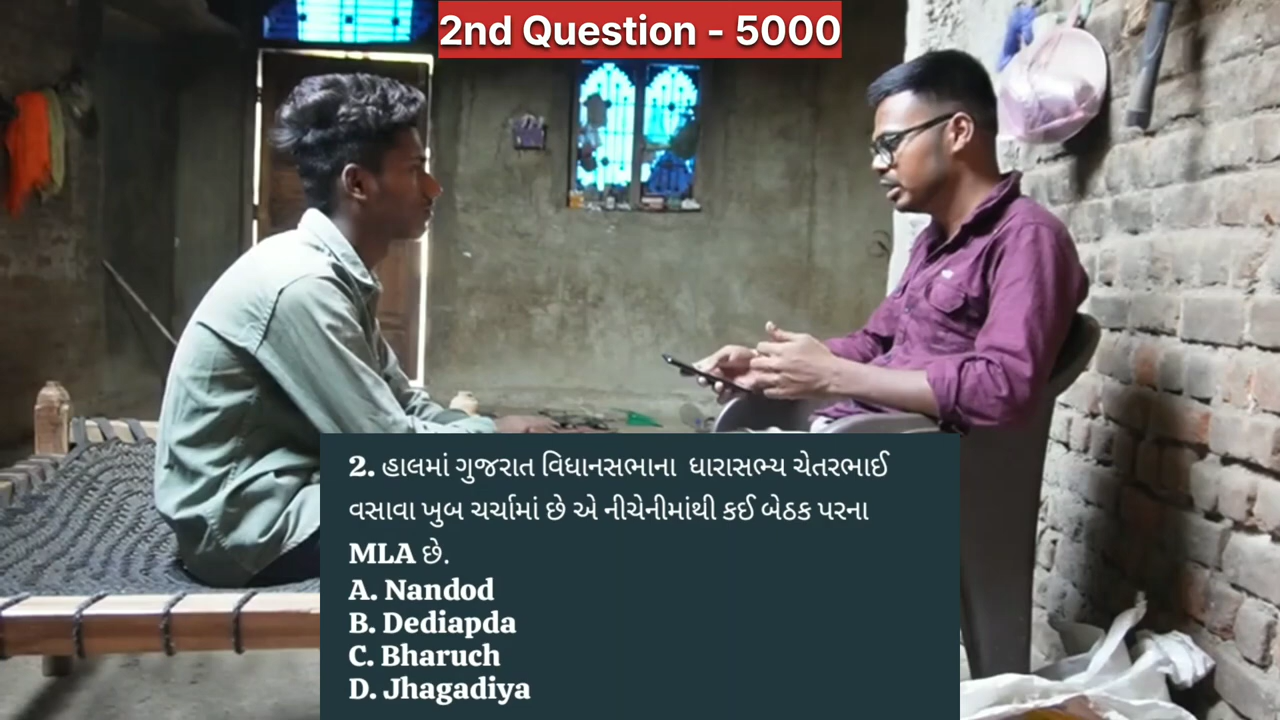 2nd Question - 5000
2. હાલમાં ગુજરાત વિધાનસભાના ધારાસભ્ય ચેતરભાઈ
વસાવા ખુબ ચર્ચામાં છે એ નીચેનીમાંથી કઈ બેઠક પરના
MLA છે.
A. Nandod
B. Dediapda
C. Bharuch
D. Jhagadiya